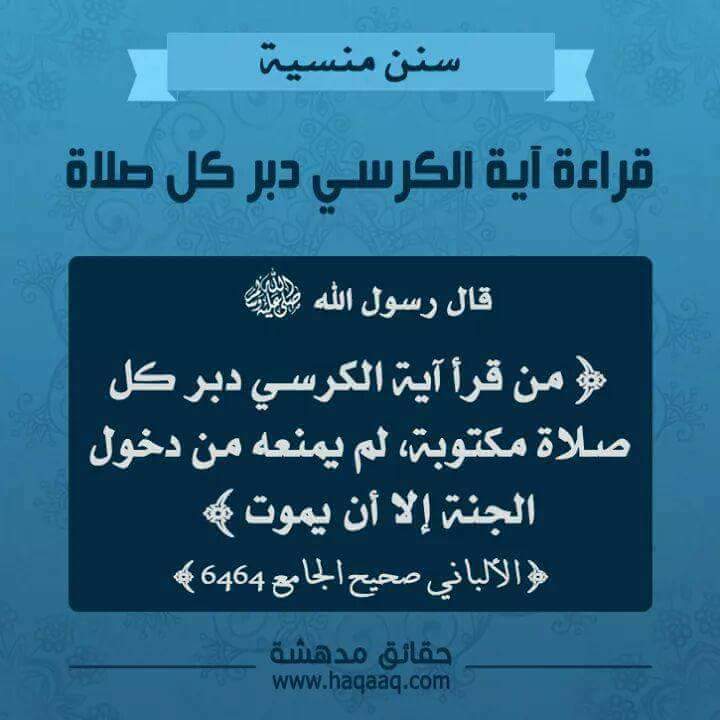 سنن منسية
قراءة آية الكرسي دبر كل صلاة
قال رسول الله ﷺ
﴿ من قرأ آية الكرسي دبر كل
صلاة مكتوبة، لم يمنعه من دخول
الجنة إلا أن يموت ﴾
﴿ الألباني صحيح الجامع 6464 ﴾
حقائق مدهشة
www.haqaaq.com